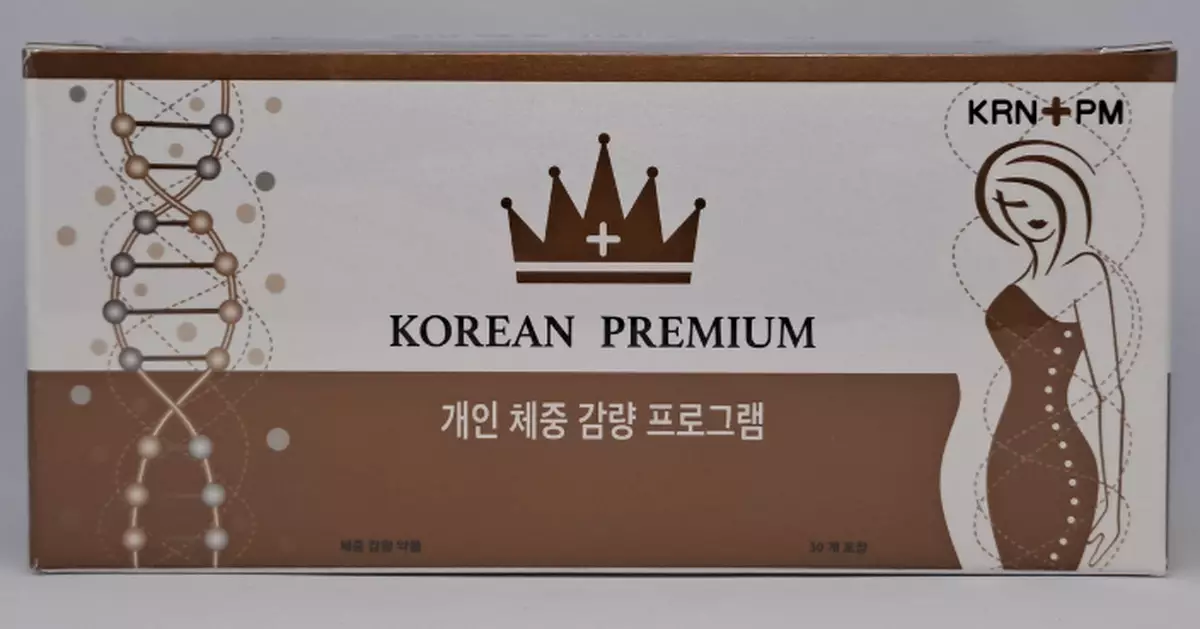 KRN+PM
KOREAN PREMIUM
개인 체중 감량 프로그램
체중 감량 약품
30 개 포장